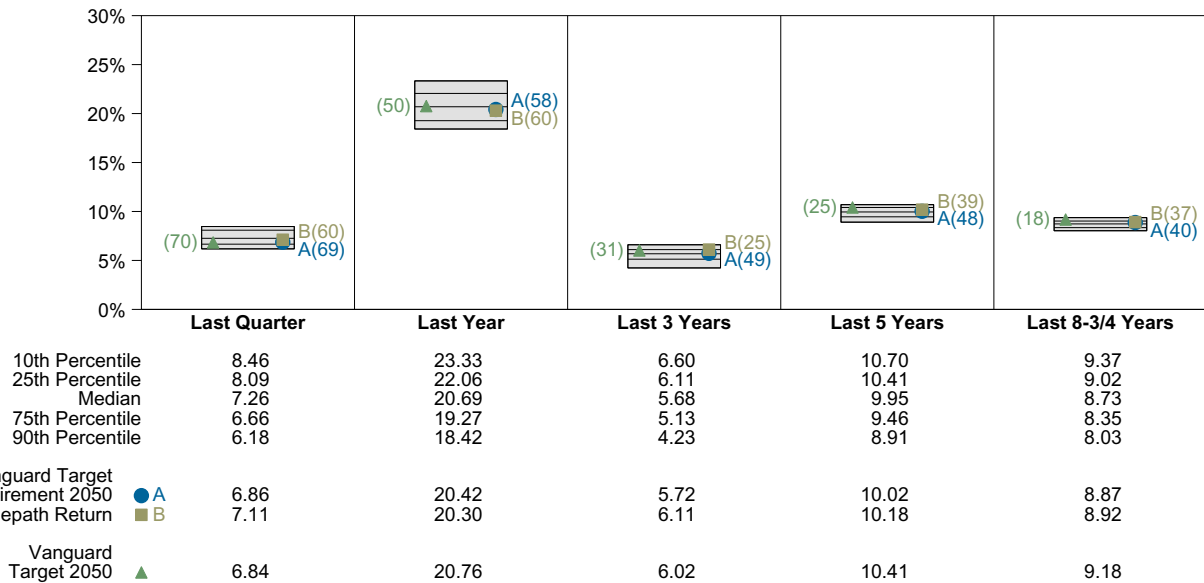 30%
25%
20%
15%
10%
5%
0%
(70)
B(60)
A(69)
(50)
A(58)
B(60)
(31)
B(25)
A(49)
(25)
B(39)
A(48)
(18)
B(37)
A(40)
Last Quarter Last Year Last 3 Years Last 5 Years Last 8-3/4 Years
10th Percentile 8.46 23.33 6.60 10.70 9.37
25th Percentile 8.09 22.06 6.11 10.41 9.02
Median 7.26 20.69 5.68 9.95 8.73
75th Percentile 6.66 19.27 5.13 9.46 8.35
90th Percentile 6.18 18.42 4.23 8.91 8.03
nguard Target
irement 2050 A 6.86 20.42 5.72 10.02 8.87
epath Return B 7.11 20.30 6.11 10.18 8.92
Vanguard
Target 2050 6.84 20.76 6.02 10.41 9.18